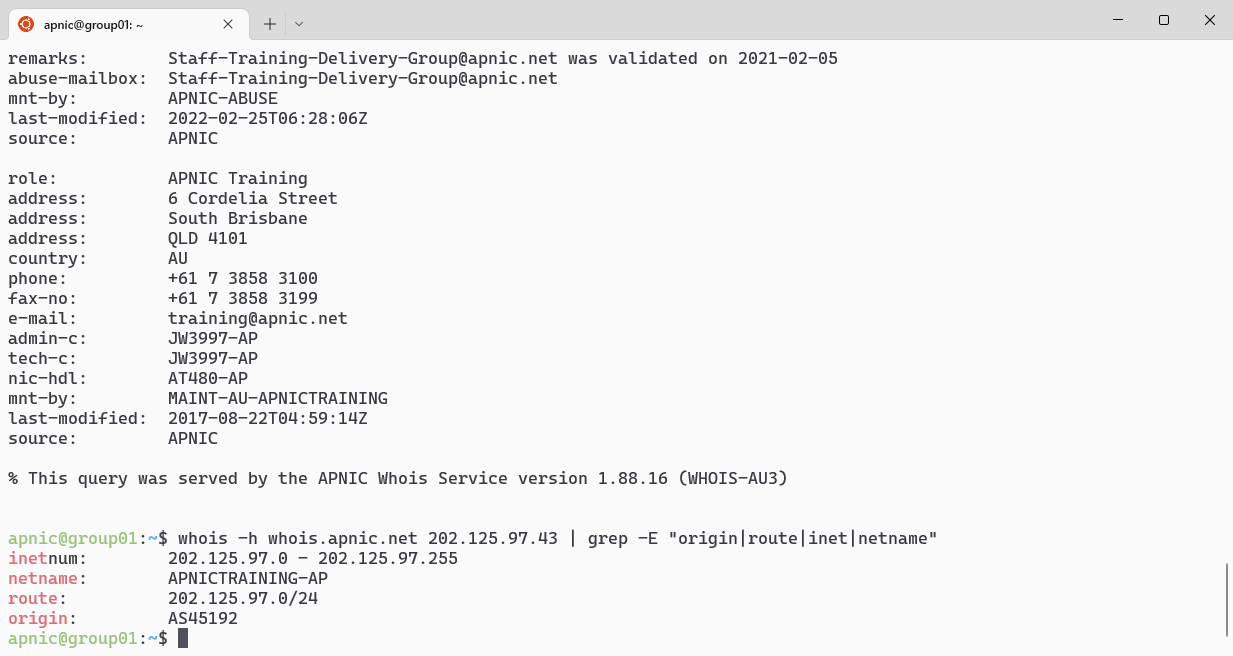 apnic@group01: ~
remarks:        Staff-Training-Delivery-Group@apnic.net was validated on 2021-02-05
abuse-mailbox:  Staff-Training-Delivery-Group@apnic.net
mnt-by:         APNIC-ABUSE
last-modified:  2022-02-25T06:28:06Z
source:         APNIC

role:           APNIC Training
address:        6 Cordelia Street
address:        South Brisbane
address:        QLD 4101
country:        AU
phone:          +61 7 3858 3100
fax-no:         +61 7 3858 3199
e-mail:         training@apnic.net
admin-c:        JW3997-AP
tech-c:         JW3997-AP
nic-hdl:        AT480-AP
mnt-by:         MAINT-AU-APNICTRAINING
last-modified:  2017-08-22T04:59:14Z
source:         APNIC

% This query was served by the APNIC Whois Service version 1.88.16 (WHOIS-AU3)

apnic@group01:~$ whois -h whois.apnic.net 202.125.97.43 | grep -E "origin|route|inet|netname"
inetnum:        202.125.97.0 - 202.125.97.255
netname:        APNICTRAINING-AP
route:          202.125.97.0/24
origin:         AS45192
apnic@group01:~$